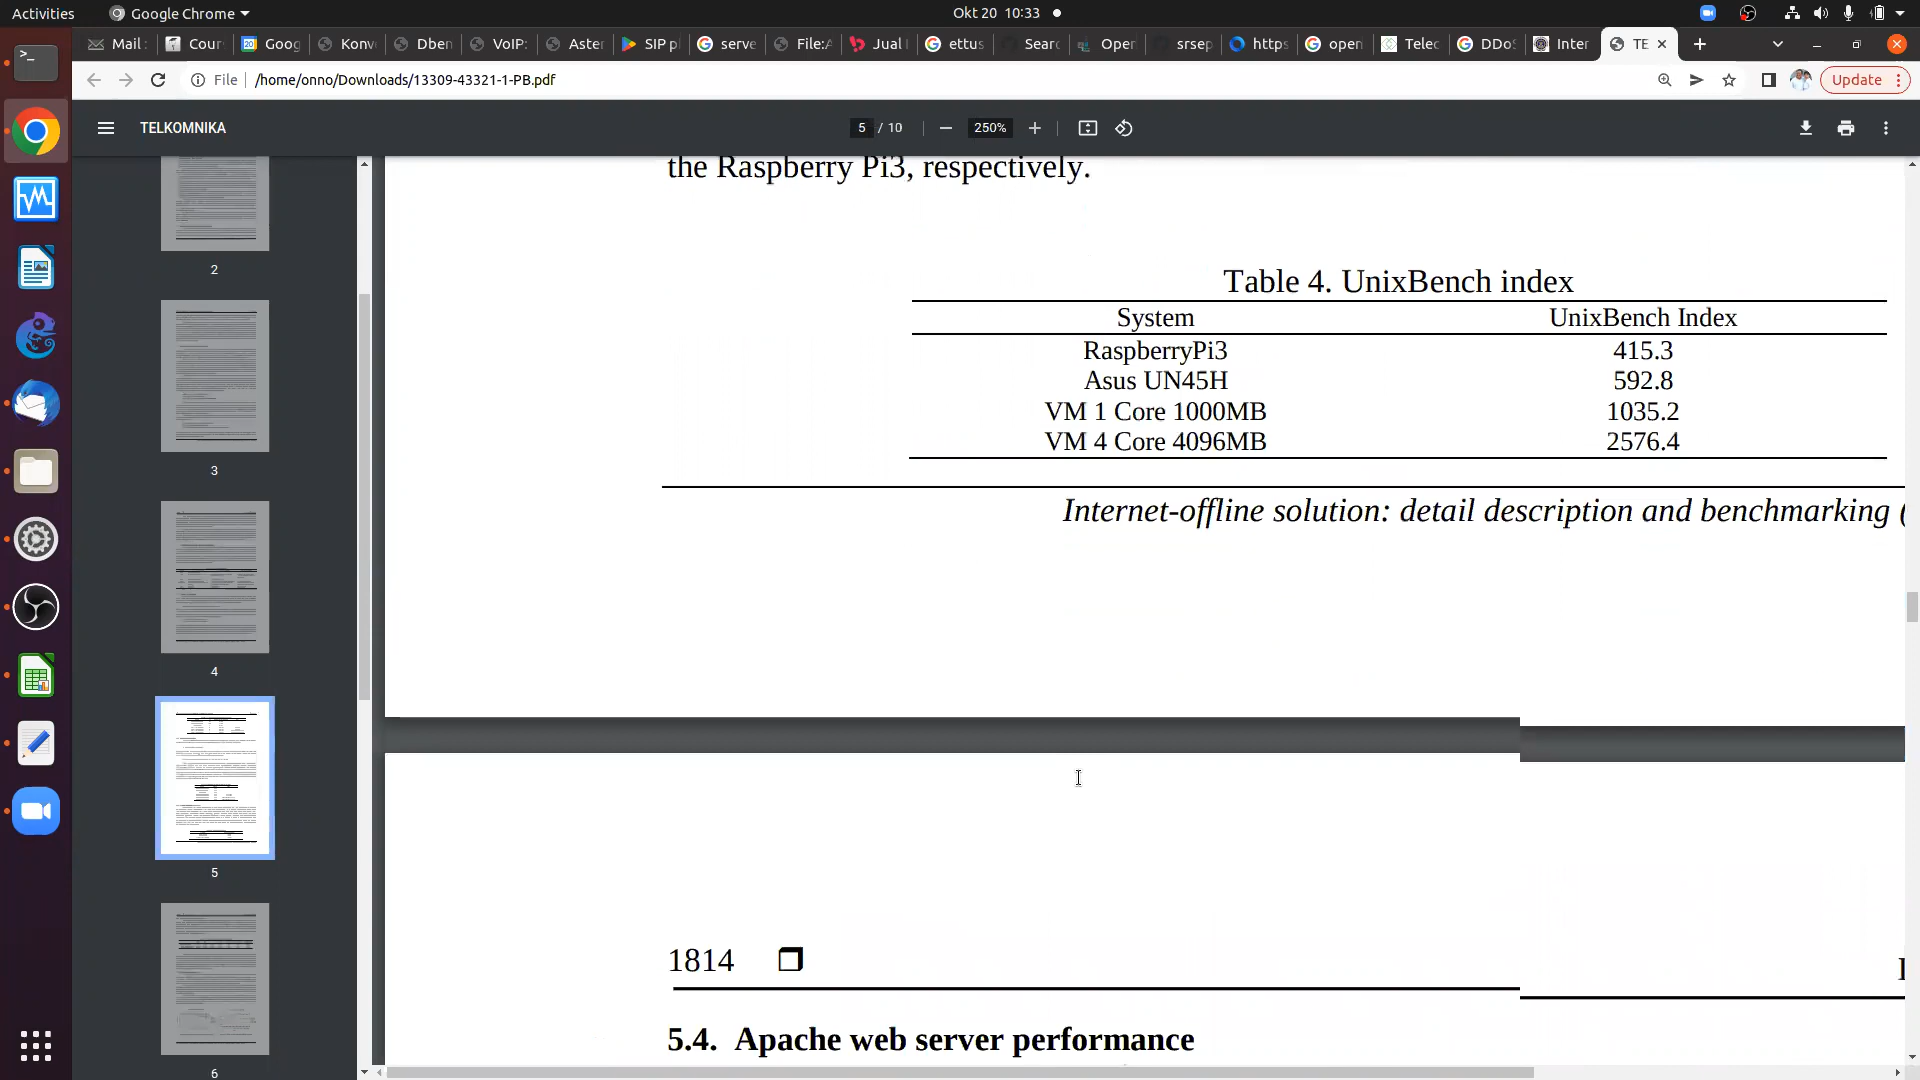 Activities
Google Chrome
Okt 20 10:33
Mail :
Cour
20 Goog
Konv
Dben
VoIP:
Aster
SIP p
serve
File:/
Jual
ettus
Searc
Oper
srsep
https
open
Telec
DDoS
Inter
TE
File
/home/onno/Downloads/13309-43321-1-PB.pdf
Update
TELKOMNIKA
5 / 10
250%
2
3
4
5
6
the Raspberry Pi3, respectively.
Table 4. UnixBench index
System UnixBench Index
RaspberryPi3 415.3
Asus UN45H 592.8
VM 1 Core 1000MB 1035.2
VM 4 Core 4096MB 2576.4
Internet-offline solution: detail description and benchmarking (
1814
5.4. Apache web server performance